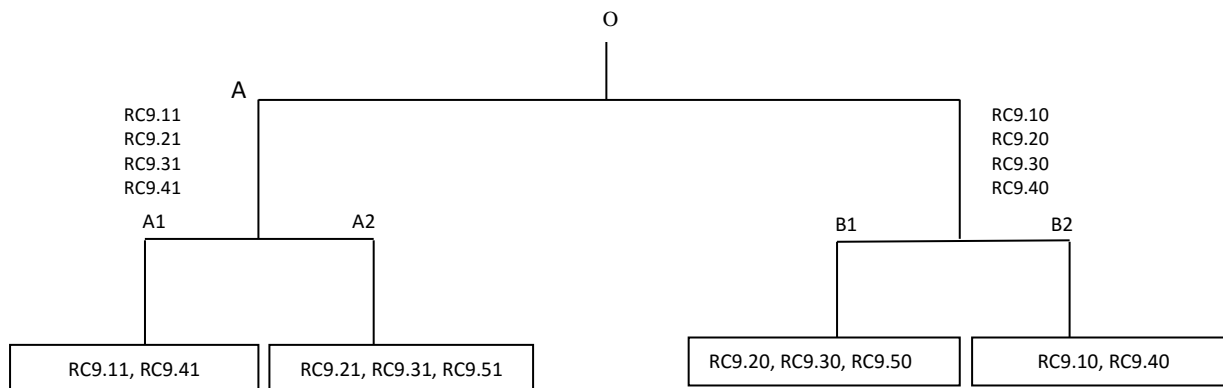 O
A
RC9.11
RC9.21
RC9.31
RC9.41
RC9.10
RC9.20
RC9.30
RC9.40
A1
A2
B1
B2
RC9.11, RC9.41
RC9.21, RC9.31, RC9.51
RC9.20, RC9.30, RC9.50
RC9.10, RC9.40